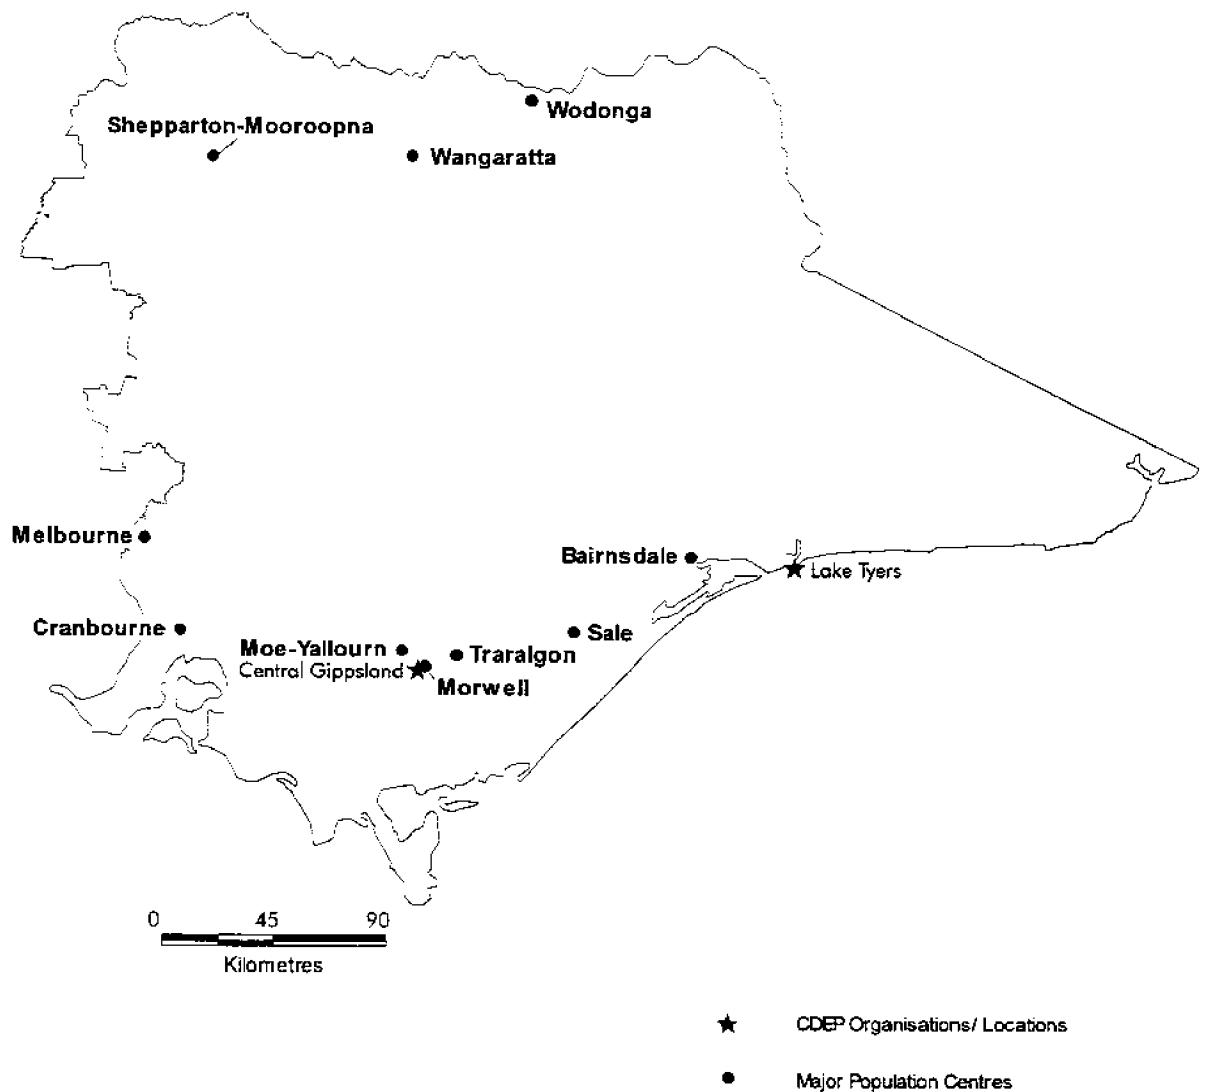 Wodonga
Shepparton-Mooroopna
Wangaratta
Melbourne
Bairnsdale
Lake Tyers
Cranbourne
Sale
Moe-Yallourn
Traralgon
Central Gippsland
Morwell
0 45 90
Kilometres
CDEP Organisations/ Locations
Major Population Centres